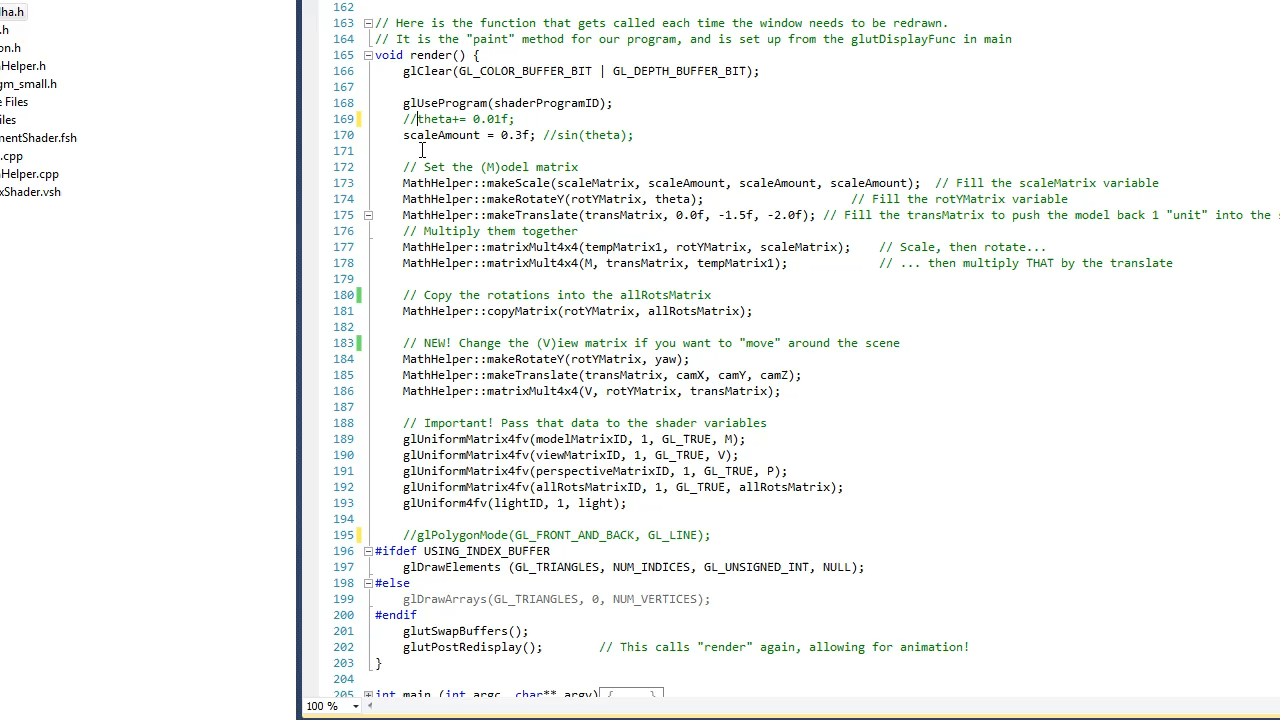 lha.h
.h
on.h
Helper.h
gm_small.h
Files
iles
mentShader.fsh
.cpp
Helper.cpp
xShader.vsh
162
163 // Here is the function that gets called each time the window needs to be redrawn.
164 // It is the "paint" method for our program, and is set up from the glutDisplayFunc in main
165 void render() {
166 glClear(GL_COLOR_BUFFER_BIT | GL_DEPTH_BUFFER_BIT);
167
168 glUseProgram(shaderProgramID);
169 //theta+= 0.01f;
170 scaleAmount = 0.3f; //sin(theta);
171
172 // Set the (M)odel matrix
173 MathHelper::makeScale(scaleMatrix, scaleAmount, scaleAmount, scaleAmount); // Fill the scaleMatrix variable
174 MathHelper::makeRotateY(rotYMatrix, theta); // Fill the rotYMatrix variable
175 MathHelper::makeTranslate(transMatrix, 0.0f, -1.5f, -2.0f); // Fill the transMatrix to push the model back 1 "unit" into the s
176 // Multiply them together
177 MathHelper::matrixMult4x4(tempMatrix1, rotYMatrix, scaleMatrix); // Scale, then rotate...
178 MathHelper::matrixMult4x4(M, transMatrix, tempMatrix1); // ... then multiply THAT by the translate
179
180 // Copy the rotations into the allRotsMatrix
181 MathHelper::copyMatrix(rotYMatrix, allRotsMatrix);
182
183 // NEW! Change the (V)iew matrix if you want to "move" around the scene
184 MathHelper::makeRotateY(rotYMatrix, yaw);
185 MathHelper::makeTranslate(transMatrix, camX, camY, camZ);
186 MathHelper::matrixMult4x4(V, rotYMatrix, transMatrix);
187
188 // Important! Pass that data to the shader variables
189 glUniformMatrix4fv(modelMatrixID, 1, GL_TRUE, M);
190 glUniformMatrix4fv(viewMatrixID, 1, GL_TRUE, V);
191 glUniformMatrix4fv(perspectiveMatrixID, 1, GL_TRUE, P);
192 glUniformMatrix4fv(allRotsMatrixID, 1, GL_TRUE, allRotsMatrix);
193 glUniform4fv(lightID, 1, light);
194
195 //glPolygonMode(GL_FRONT_AND_BACK, GL_LINE);
196 #ifdef USING_INDEX_BUFFER
197 glDrawElements (GL_TRIANGLES, NUM_INDICES, GL_UNSIGNED_INT, NULL);
198 #else
199 glDrawArrays(GL_TRIANGLES, 0, NUM_VERTICES);
200 #endif
201 glutSwapBuffers();
202 glutPostRedisplay(); // This calls "render" again, allowing for animation!
203 }
204
205 int main (int argc, char** argv) { ... }
100 %